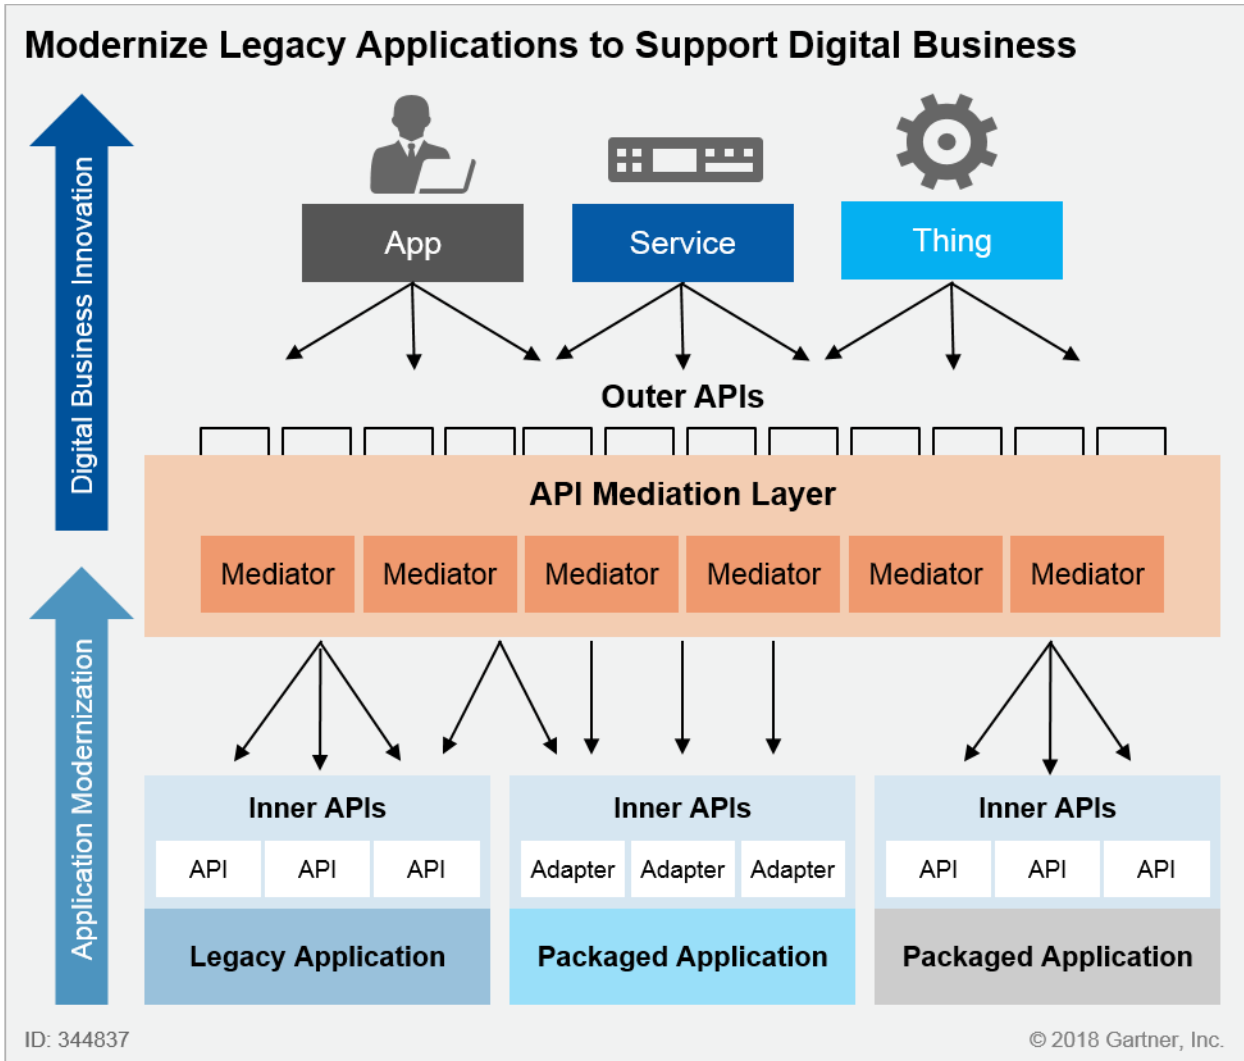 Modernize Legacy Applications to Support Digital Business
Digital Business Innovation
App
Service
Thing
Outer APIs
API Mediation Layer
Mediator
Mediator
Mediator
Mediator
Mediator
Mediator
Application Modernization
Inner APIs
Inner APIs
Inner APIs
API
API
API
Adapter
Adapter
Adapter
API
API
API
Legacy Application
Packaged Application
Packaged Application
ID: 344837
© 2018 Gartner, Inc.